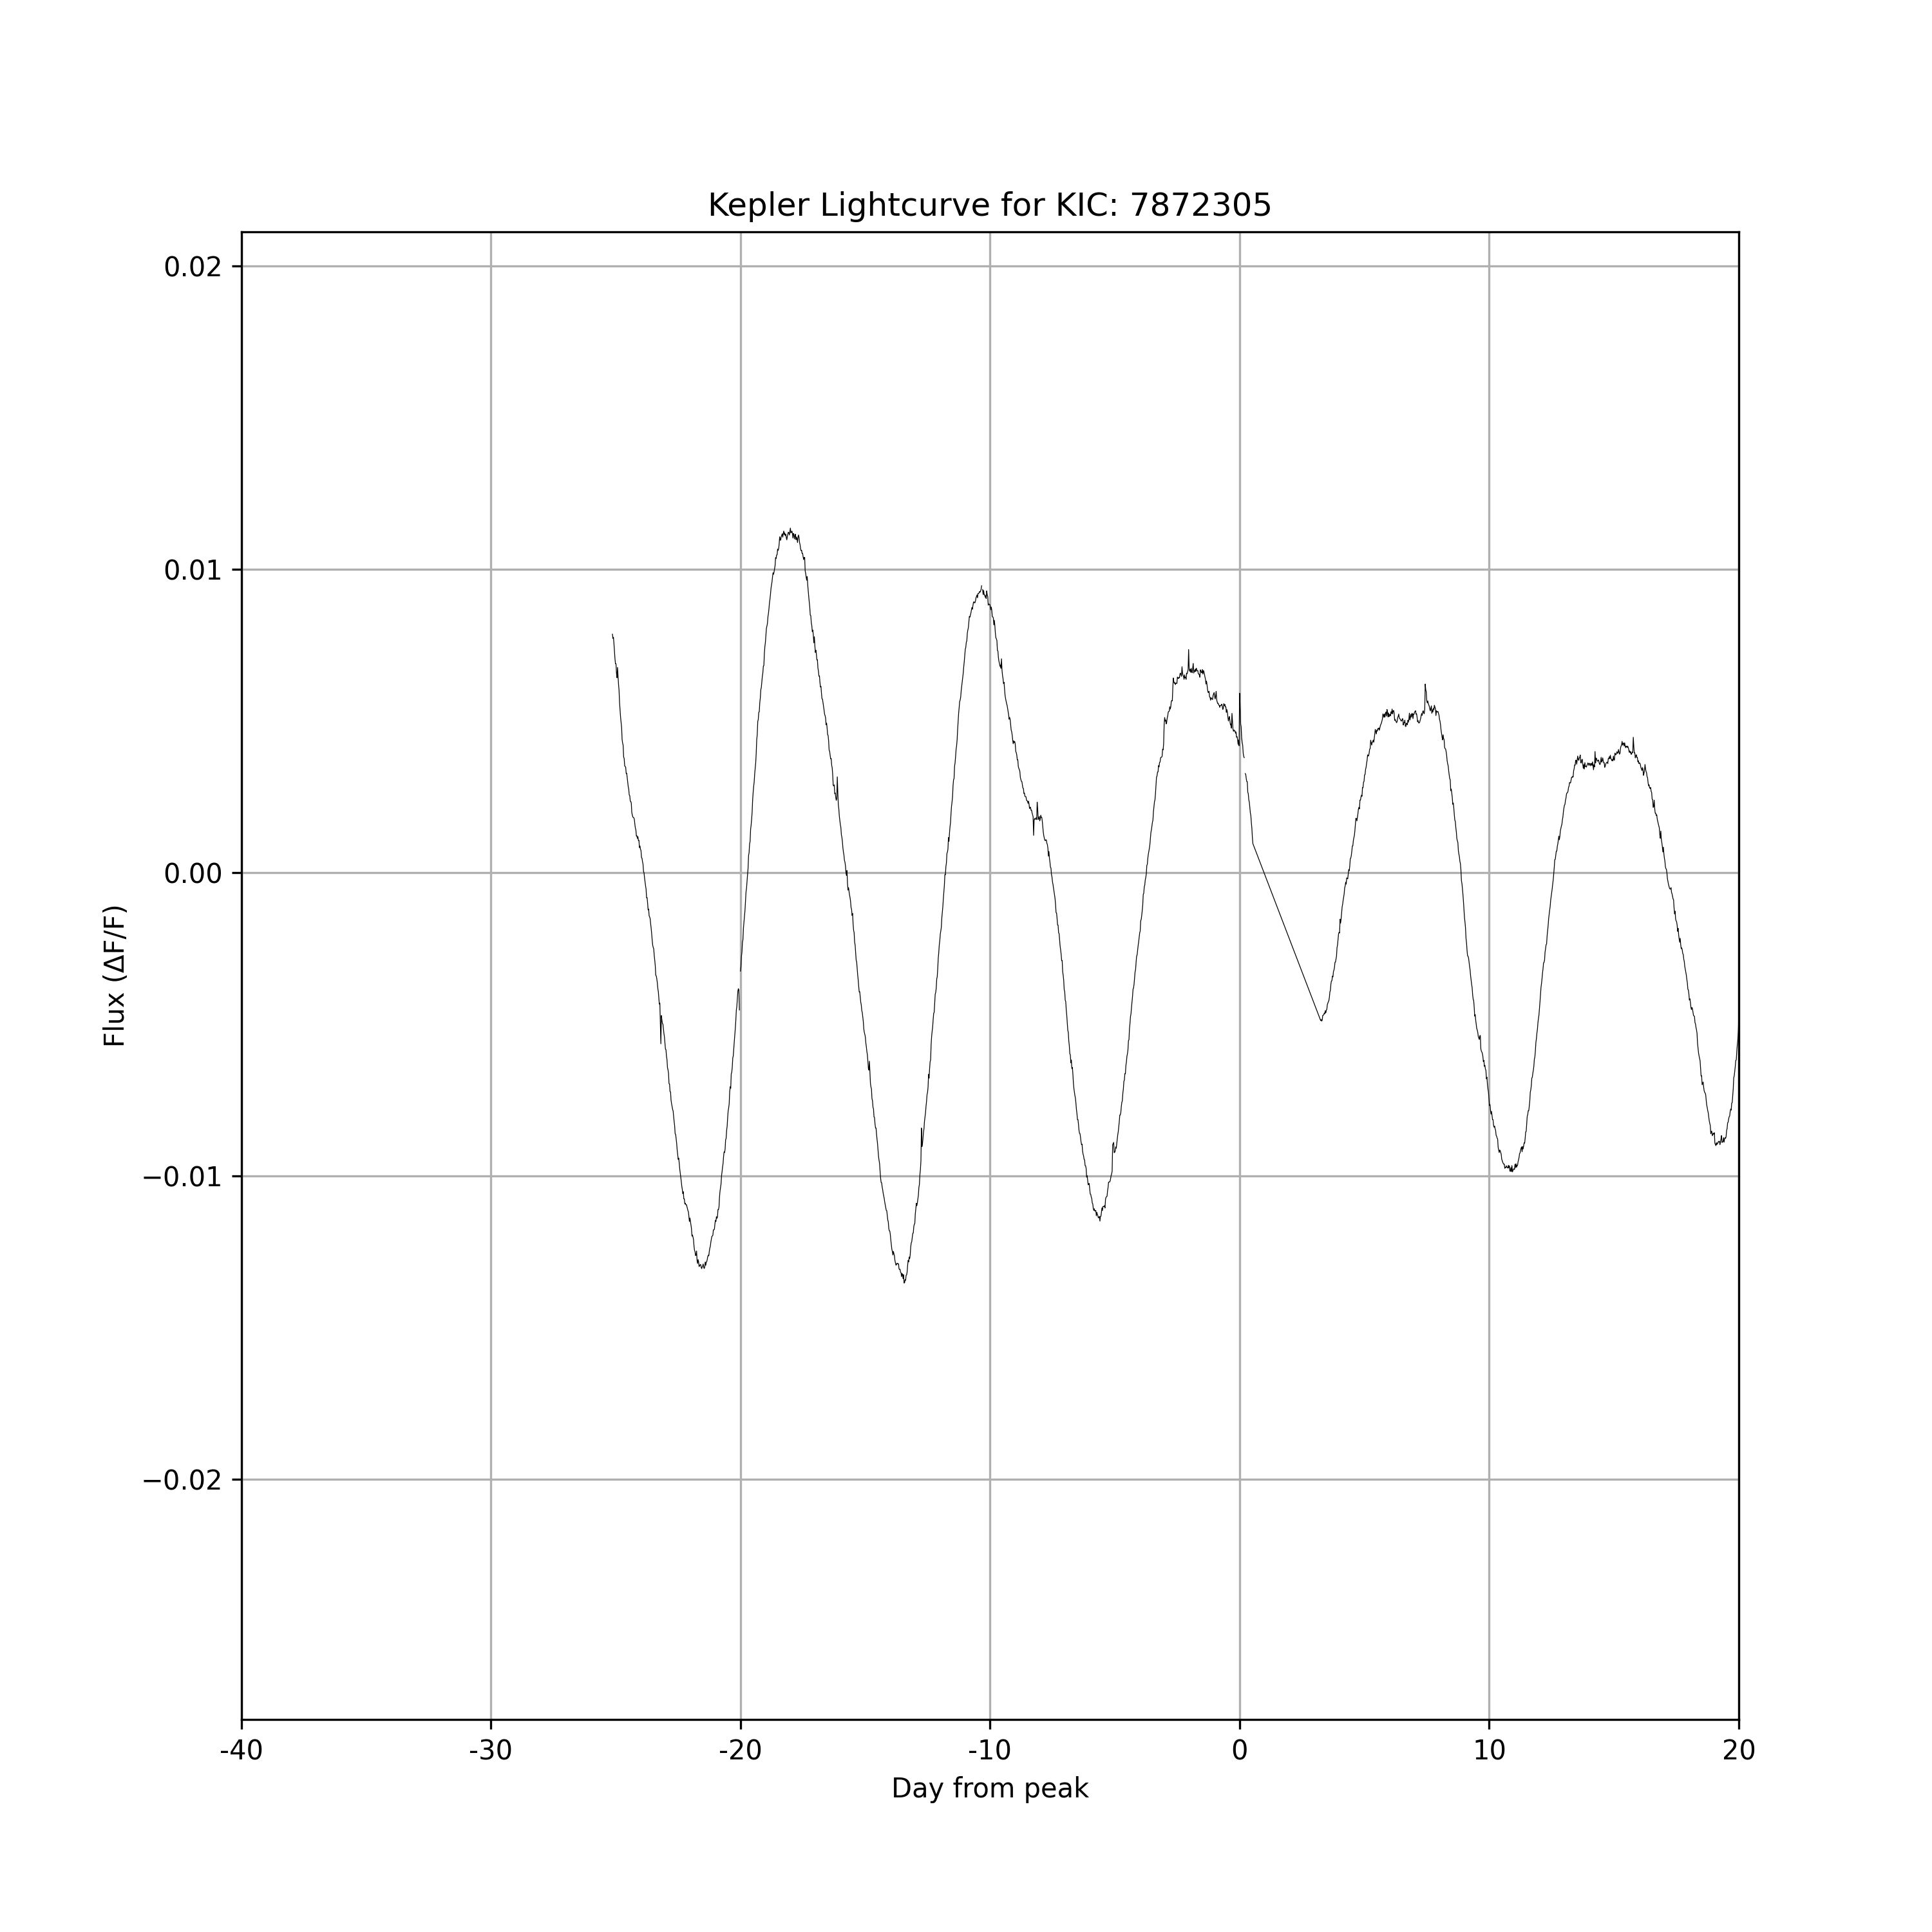 Kepler Lightcurve for KIC: 7872305
0.02
0.01
0.00
−0.01
−0.02
Flux (ΔF/F)
-40 -30 -20 -10 0 10 20
Day from peak